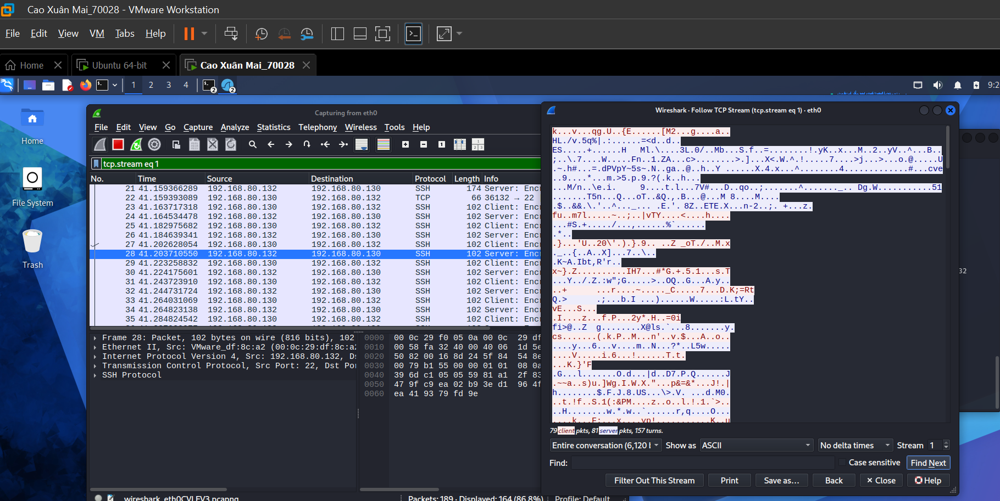 Cao Xuân Mai_70028 - VMware Workstation
File Edit View VM Tabs Help
Home Ubuntu 64-bit Cao Xuân Mai_70028
1 2 3 4 2 2 9:2
Home
File System
Trash
Capturing from eth0
File Edit View Go Capture Analyze Statistics Telephony Wireless Tools Help
tcp.stream eq 1
No. Time Source Destination Protocol Length Info
21 41.159366289 192.168.80.132 192.168.80.130 SSH 174 Server: Enc
22 41.159393089 192.168.80.130 192.168.80.132 TCP 66 36132 → 22
23 41.163717318 192.168.80.130 192.168.80.132 SSH 102 Client: Enc
24 41.164534478 192.168.80.132 192.168.80.130 SSH 102 Server: Enc
25 41.182975682 192.168.80.130 192.168.80.132 SSH 102 Client: Enc
26 41.184639341 192.168.80.132 192.168.80.130 SSH 102 Server: Enc
27 41.202628054 192.168.80.130 192.168.80.132 SSH 102 Client: Enc
28 41.203710550 192.168.80.132 192.168.80.130 SSH 102 Server: Enc
29 41.223258832 192.168.80.130 192.168.80.132 SSH 102 Client: Enc
30 41.224175601 192.168.80.132 192.168.80.130 SSH 102 Server: Enc
31 41.243723910 192.168.80.130 192.168.80.132 SSH 102 Client: Enc
32 41.244731724 192.168.80.132 192.168.80.130 SSH 102 Server: Enc
33 41.264031069 192.168.80.130 192.168.80.132 SSH 102 Client: Enc
34 41.264823138 192.168.80.132 192.168.80.130 SSH 102 Server: Enc
35 41.284824542 192.168.80.130 192.168.80.132 SSH 102 Client: Enc
Frame 28: Packet, 102 bytes on wire (816 bits), 102
Ethernet II, Src: VMware_df:8c:a2 (00:0c:29:df:8c:a2
Internet Protocol Version 4, Src: 192.168.80.132, Ds
Transmission Control Protocol, Src Port: 22, Dst Por
SSH Protocol
0000 00 0c 29 f0 05 0a 00 0c 29 df
0010 00 58 fa 32 40 00 40 06 1d 5e
0020 50 82 00 16 8d 24 5f 84 54 8e
0030 00 79 b1 55 00 00 01 01 08 0a
0040 39 6d c1 05 05 59 81 a1 2f 83
0050 47 9f c9 ea 02 b9 3e d1 96 4f
0060 ea 41 93 79 fd 9e
wireshark_eth0CVLEV3.pcapng Packets: 189 · Displayed: 164 (86.8%) Profile: Default
Wireshark · Follow TCP Stream (tcp.stream eq 1) · eth0
k...v...qg.U..{E......[M2...g....a..
HL./v.5q%|.:......=<d..d..
ES.....+......H Ml.\....3L.0/..Mb...S.f..=........!.yK..x...M..2..yV..^...B..
;..\.7....W.....Fn..1.ZA...c>........>.]...X<.W.^.!.....7....>j...>...o.@.....U
.~.h#...=.dPVpY~5s~.N..ga..@..h..Y ......X.4.x...^........4.............#...cve
..9....*...m.>5.p.9.?(.k..h...
...M/n..\e.i. 9....t.l...7V#...D..qo..;.......^......._.. Dg.W...........51
.......T5n...Q...oT..&Q.,.B...@...M 8....M....
.$..&&.\.'..^..._... .E.'. 8Z..ETE.X...n-2..;. +...z.
fu..m7l.....~..;..|vTY....<....h....
...#S.+...../...,......%`......
.*..
.}...'U..20\'.).}.9.. ..Z _oT./..M.x
._..{..A..X]...7..\..
.K~A.Ibt,R'r..
x~}.Z..........IH7...#*G.+.5.1...s.T
...Y../.Z.:w";G.....>..OQ..G...A.y..
..+ ...r....~....._C.....7...D.K;=Rt
Q.> .;...b.I ...)......W.....:L.tY..
vE...S...
.I....z...f.P...2y*.H..=0i
fi>@..Z g........X@ls.`...8.......y.
cs.......(.k.P..M...n'..v.$...A..o..
....y...6...v....m..N...?*..L5w.....
....V.....i.6...!......T.t.
...K.}'F
.G...l.......O.d...|d..D7.P.Q......J
.~~a..s)u.]Wg.I.W.X."...p&=&*...J!.|
h........$.F.J.8.US...\>.V. ...d.M0.
..t.!f..S.1(:&PM....z..o..l.!.1.`>..
..H........w.*.w..`......r,q....O...
79 client pkts, 81 server pkts, 157 turns.
Entire conversation (6,120 Show as ASCII No delta times Stream 1
Find: Case sensitive Find Next
Filter Out This Stream Print Save as… Back × Close Help
32